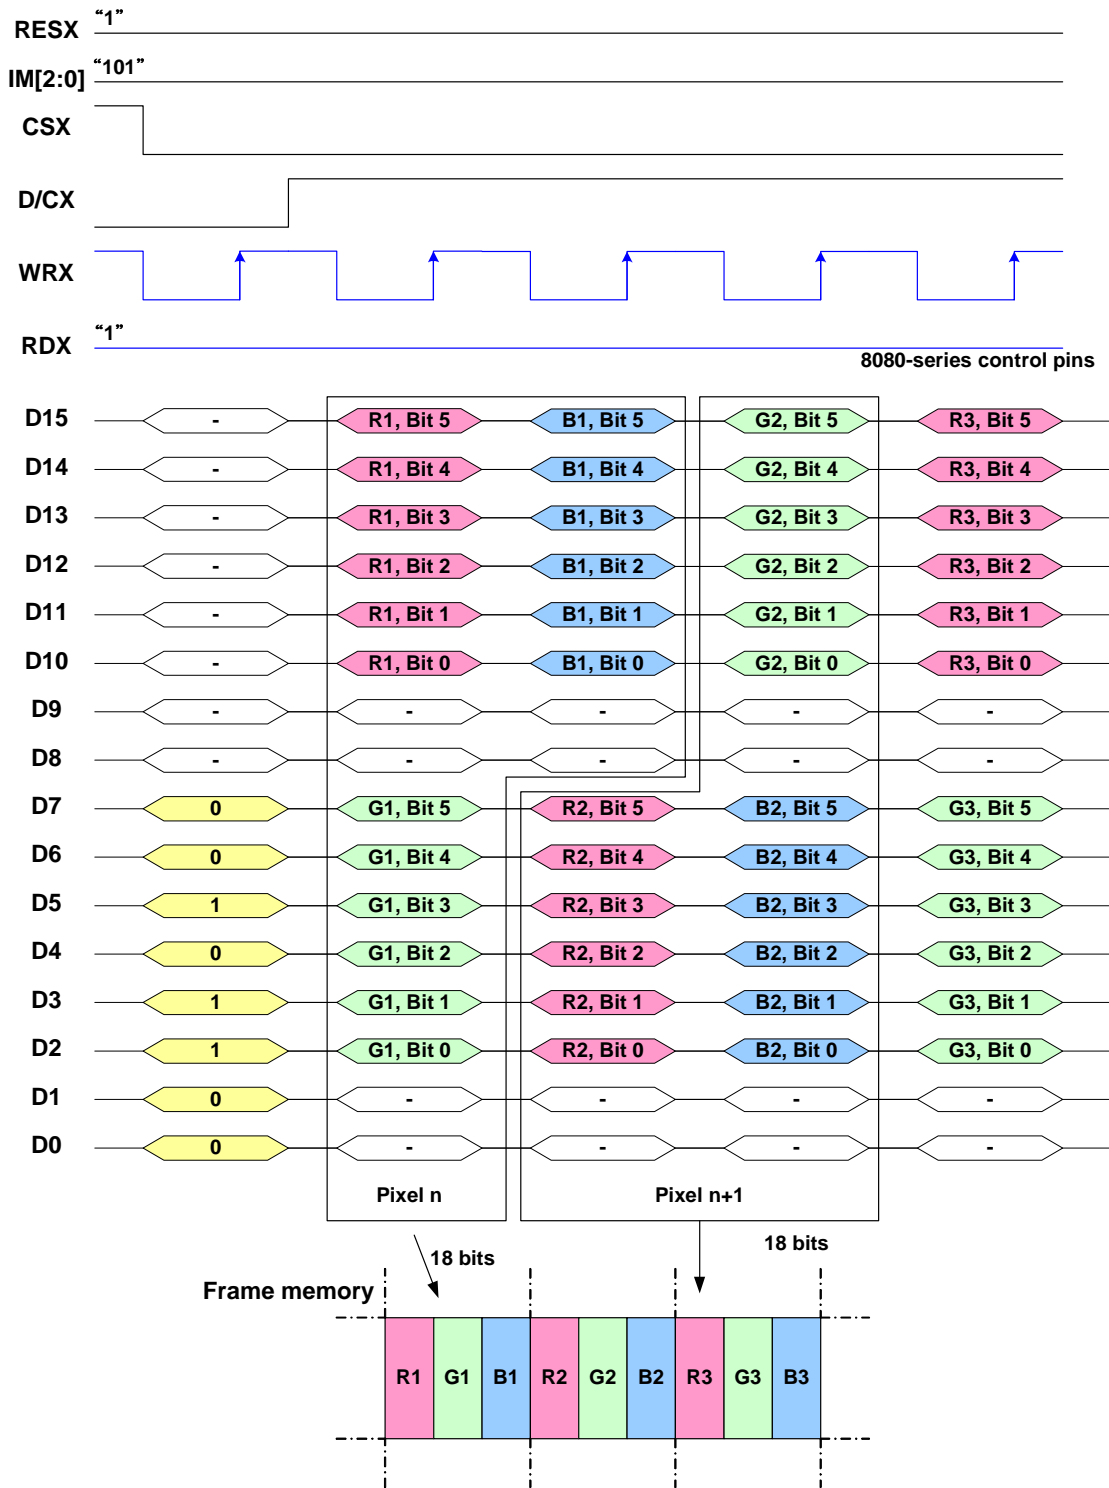 RESX “1”
IM[2:0] “101”
CSX
D/CX
WRX
RDX “1”
8080-series control pins
D15 - R1, Bit 5 B1, Bit 5 G2, Bit 5 R3, Bit 5
D14 - R1, Bit 4 B1, Bit 4 G2, Bit 4 R3, Bit 4
D13 - R1, Bit 3 B1, Bit 3 G2, Bit 3 R3, Bit 3
D12 - R1, Bit 2 B1, Bit 2 G2, Bit 2 R3, Bit 2
D11 - R1, Bit 1 B1, Bit 1 G2, Bit 1 R3, Bit 1
D10 - R1, Bit 0 B1, Bit 0 G2, Bit 0 R3, Bit 0
D9 - - - - -
D8 - - - - -
D7 0 G1, Bit 5 R2, Bit 5 B2, Bit 5 G3, Bit 5
D6 0 G1, Bit 4 R2, Bit 4 B2, Bit 4 G3, Bit 4
D5 1 G1, Bit 3 R2, Bit 3 B2, Bit 3 G3, Bit 3
D4 0 G1, Bit 2 R2, Bit 2 B2, Bit 2 G3, Bit 2
D3 1 G1, Bit 1 R2, Bit 1 B2, Bit 1 G3, Bit 1
D2 1 G1, Bit 0 R2, Bit 0 B2, Bit 0 G3, Bit 0
D1 0 - - - -
D0 0 - - - -
Pixel n Pixel n+1
18 bits 18 bits
Frame memory
R1 G1 B1 R2 G2 B2 R3 G3 B3